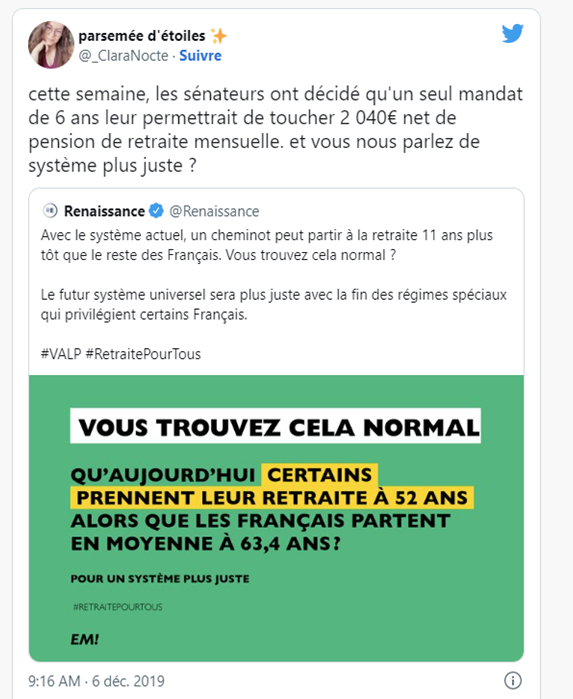 parsemée d'étoiles ✨
@_ClaraNocte · Suivre
cette semaine, les sénateurs ont décidé qu'un seul mandat
de 6 ans leur permettrait de toucher 2 040€ net de
pension de retraite mensuelle. et vous nous parlez de
système plus juste ?
Renaissance @Renaissance
Avec le système actuel, un cheminot peut partir à la retraite 11 ans plus
tôt que le reste des Français. Vous trouvez cela normal ?
Le futur système universel sera plus juste avec la fin des régimes spéciaux
qui privilégient certains Français.
#VALP #RetraitePourTous
VOUS TROUVEZ CELA NORMAL
QU'AUJOURD'HUI CERTAINS
PRENNENT LEUR RETRAITE À 52 ANS
ALORS QUE LES FRANÇAIS PARTENT
EN MOYENNE À 63,4 ANS?
POUR UN SYSTÈME PLUS JUSTE
#RETRAITEPOURTOUS
EM!
9:16 AM · 6 déc. 2019